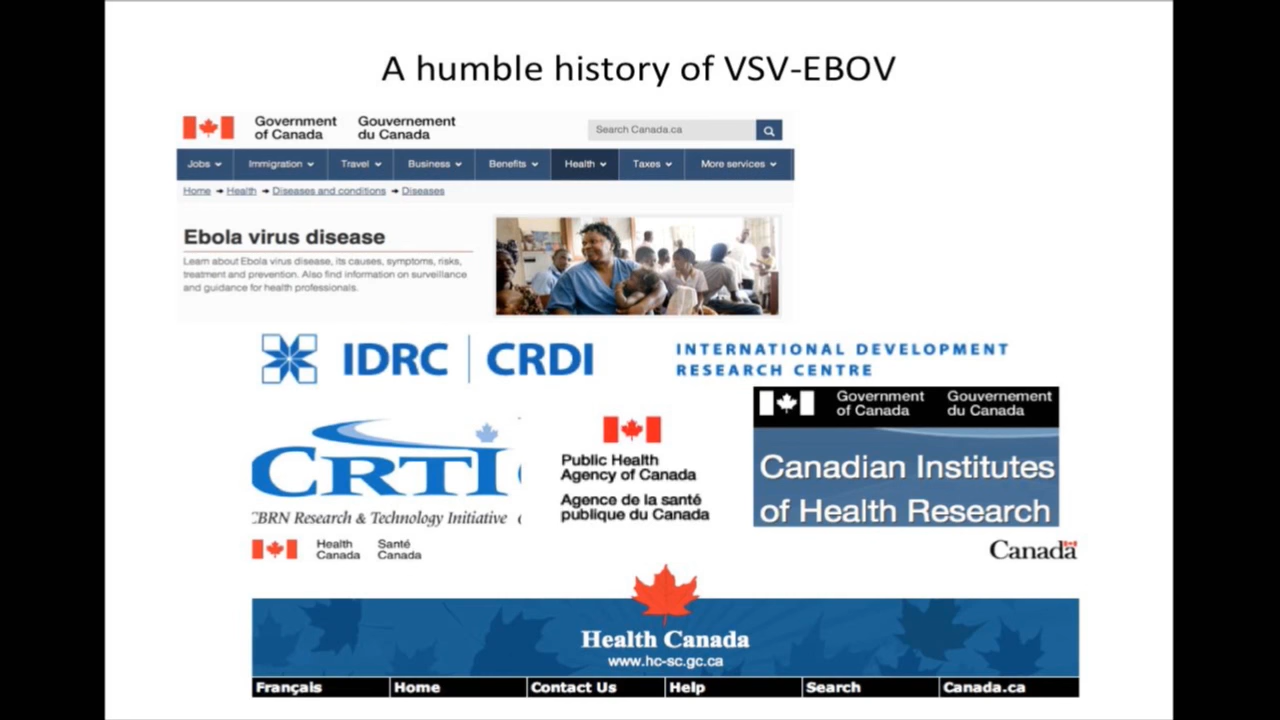 A humble history of VSV-EBOV
Government of Canada
Gouvernement du Canada
Search Canada.ca
Jobs Immigration Travel Business Benefits Health Taxes More services
Home → Health → Diseases and conditions → Diseases
Ebola virus disease
Learn about Ebola virus disease, its causes, symptoms, risks,
treatment and prevention. Also find information on surveillance
and guidance for health professionals.
IDRC | CRDI
INTERNATIONAL DEVELOPMENT
RESEARCH CENTRE
CRTI
CBRN Research & Technology Initiative
Public Health
Agency of Canada
Agence de la santé
publique du Canada
Government of Canada
Gouvernement du Canada
Canadian Institutes
of Health Research
Health Canada
Santé Canada
Canada
Health Canada
www.hc-sc.gc.ca
Français Home Contact Us Help Search Canada.ca